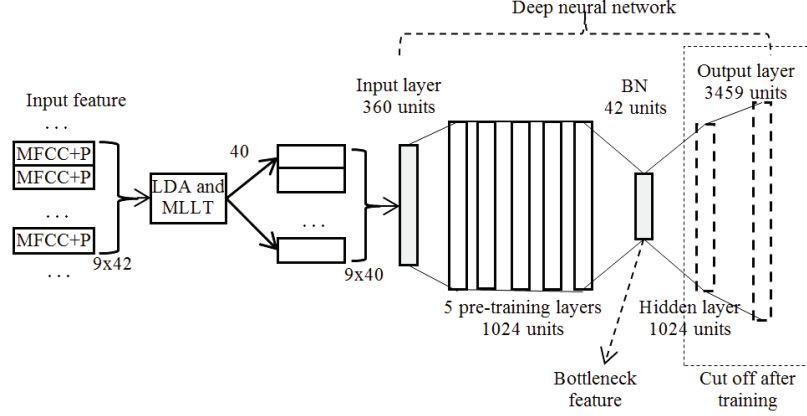 Deep neural network
Input feature
. . .
MFCC+P
MFCC+P
. . .
MFCC+P
. . .
9x42
LDA and
MLLT
40
. . .
9x40
Input layer
360 units
5 pre-training layers
1024 units
BN
42 units
Bottleneck
feature
Hidden layer
1024 units
Output layer
3459 units
Cut off after
training